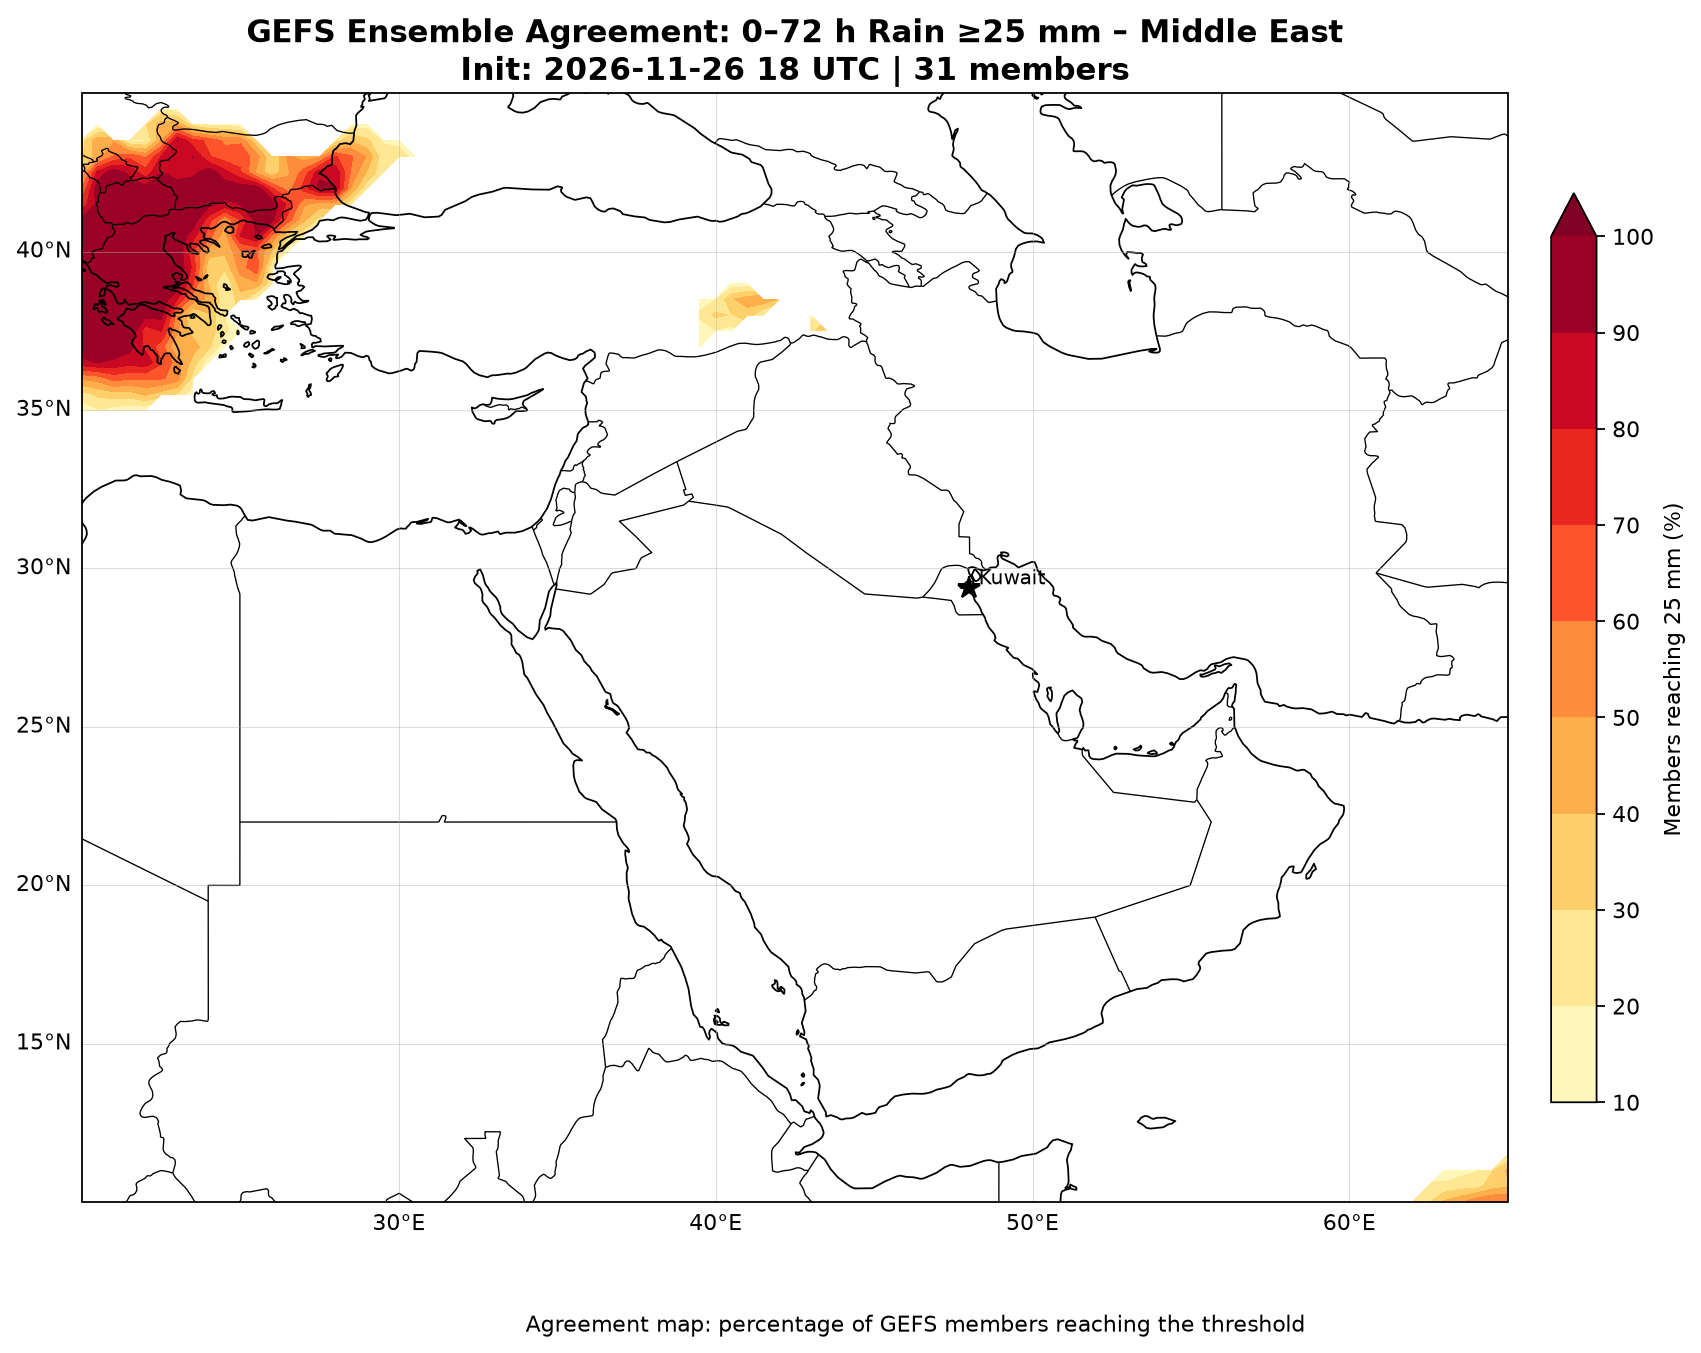 GEFS Ensemble Agreement: 0–72 h Rain ≥25 mm – Middle East
Init: 2026-11-26 18 UTC | 31 members
40°N
35°N
30°N
25°N
20°N
15°N
30°E
40°E
50°E
60°E
Kuwait
100
90
80
70
60
50
40
30
20
10
Members reaching 25 mm (%)
Agreement map: percentage of GEFS members reaching the threshold